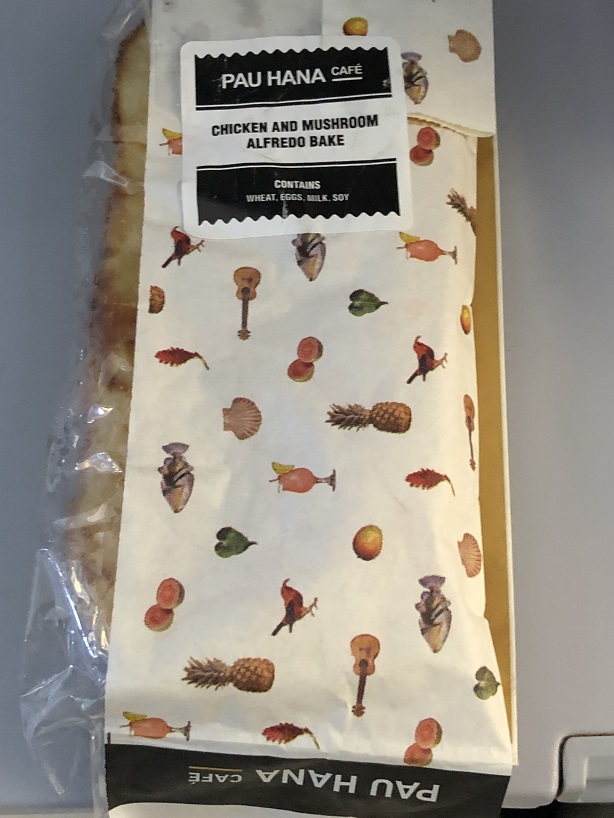 PAU HANA CAFÉ
CHICKEN AND MUSHROOM
ALFREDO BAKE
CONTAINS
WHEAT, EGGS, MILK, SOY
PAU HANA CAFÉ